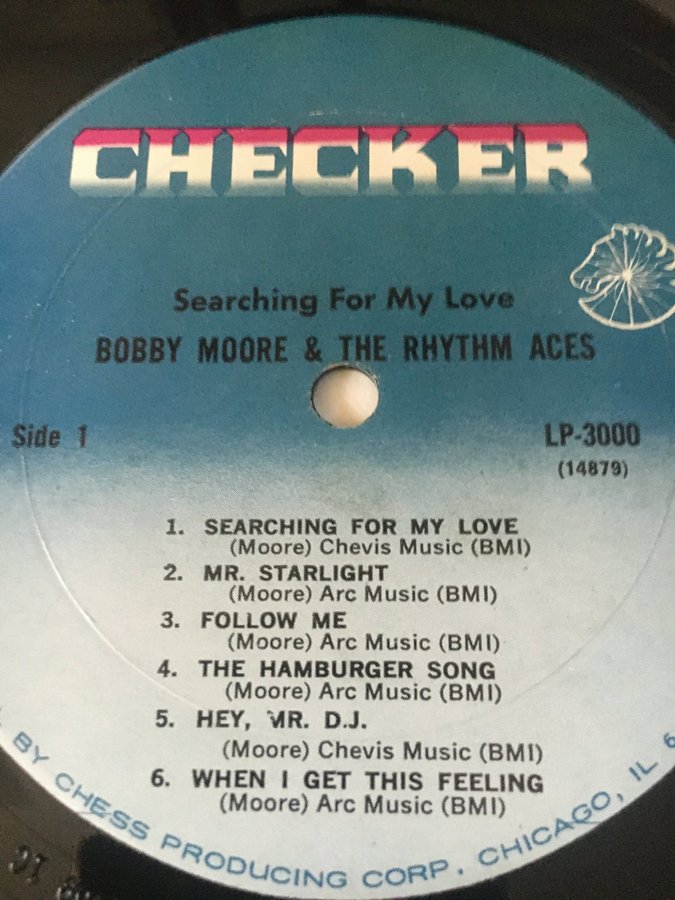 CHECKER
Searching For My Love
BOBBY MOORE & THE RHYTHM ACES
Side 1
LP-3000
(14879)
1. SEARCHING FOR MY LOVE
(Moore) Chevis Music (BMI)
2. MR. STARLIGHT
(Moore) Arc Music (BMI)
3. FOLLOW ME
(Moore) Arc Music (BMI)
4. THE HAMBURGER SONG
(Moore) Arc Music (BMI)
5. HEY, MR. D.J.
(Moore) Chevis Music (BMI)
6. WHEN I GET THIS FEELING
(Moore) Arc Music (BMI)
BY CHESS PRODUCING CORP. CHICAGO, IL 6